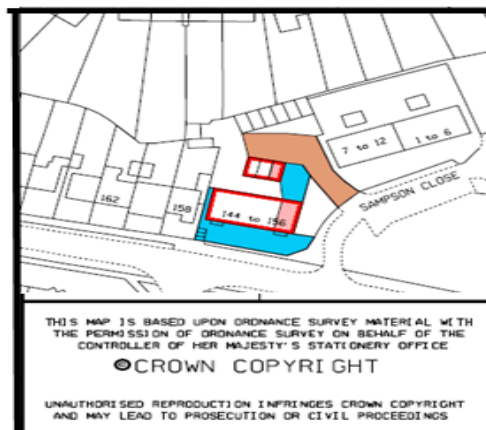 7 to 12
1 to 6
SAMPSON CLOSE
162
158
144 to 156
THIS MAP IS BASED UPON ORDNANCE SURVEY MATERIAL WITH
THE PERMISSION OF ORDNANCE SURVEY ON BEHALF OF THE
CONTROLLER OF HER MAJESTY'S STATIONERY OFFICE
©CROWN COPYRIGHT
UNAUTHORISED REPRODUCTION INFRINGES CROWN COPYRIGHT
AND MAY LEAD TO PROSECUTION OR CIVIL PROCEEDINGS